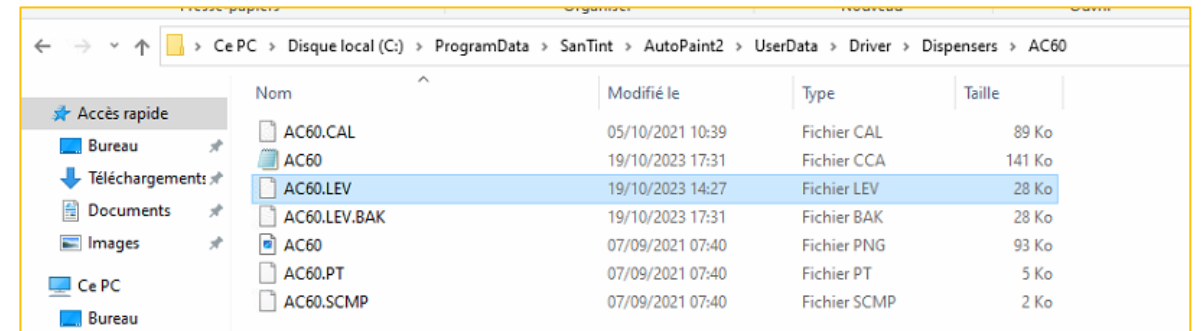 Presse-papiers Organiser Nouveau Ouvrir
Ce PC > Disque local (C:) > ProgramData > SanTint > AutoPaint2 > UserData > Driver > Dispensers > AC60
Nom Modifié le Type Taille
Accès rapide
AC60.CAL 05/10/2021 10:39 Fichier CAL 89 Ko
Bureau
AC60 19/10/2023 17:31 Fichier CCA 141 Ko
Téléchargements
AC60.LEV 19/10/2023 14:27 Fichier LEV 28 Ko
Documents
AC60.LEV.BAK 19/10/2023 17:31 Fichier BAK 28 Ko
Images
AC60 07/09/2021 07:40 Fichier PNG 93 Ko
AC60.PT 07/09/2021 07:40 Fichier PT 5 Ko
Ce PC
AC60.SCMP 07/09/2021 07:40 Fichier SCMP 2 Ko
Bureau